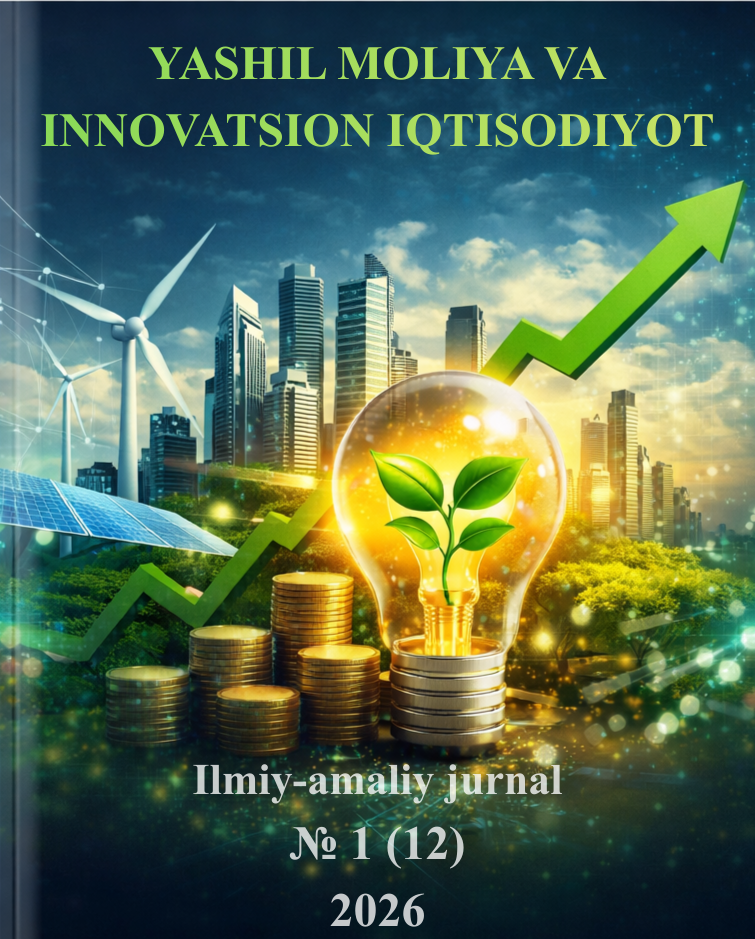 YASHIL MOLIYA VA
INNOVATSION IQTISODIYOT
Ilmiy-amaliy jurnal
№ 1 (12)
2026